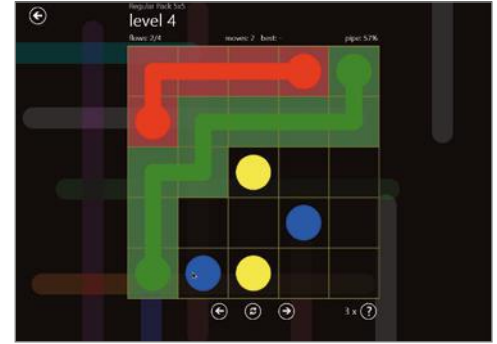 Regular Pack 5x5
level 4
flows: 2/4 moves: 2 best: - pipe: 57%
3 x ?